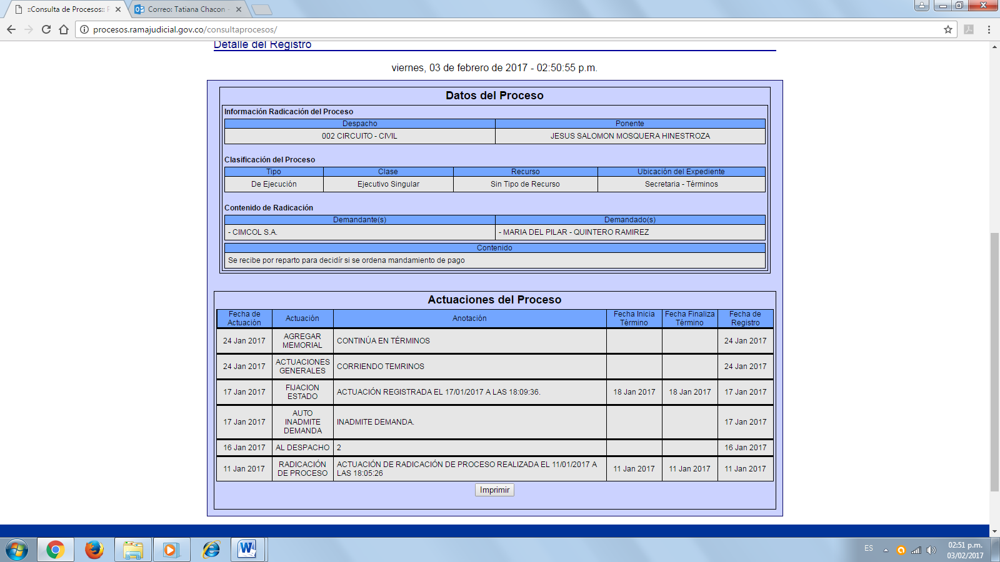 ::Consulta de Procesos::
Correo: Tatiana Chacon -
procesos.ramajudicial.gov.co/consultaprocesos/
Detalle del Registro
viernes, 03 de febrero de 2017 - 02:50:55 p.m.
Datos del Proceso
Información Radicación del Proceso
Despacho Ponente
002 CIRCUITO - CIVIL JESUS SALOMON MOSQUERA HINESTROZA
Clasificación del Proceso
Tipo Clase Recurso Ubicación del Expediente
De Ejecución Ejecutivo Singular Sin Tipo de Recurso Secretaria - Términos
Contenido de Radicación
Demandante(s) Demandado(s)
- CIMCOL S.A. - MARIA DEL PILAR - QUINTERO RAMIREZ
Contenido
Se recibe por reparto para decidír si se ordena mandamiento de pago
Actuaciones del Proceso
Fecha de Actuación Actuación Anotación Fecha Inicia Término Fecha Finaliza Término Fecha de Registro
24 Jan 2017 AGREGAR MEMORIAL CONTINÚA EN TÉRMINOS 24 Jan 2017
24 Jan 2017 ACTUACIONES GENERALES CORRIENDO TEMRINOS 24 Jan 2017
17 Jan 2017 FIJACION ESTADO ACTUACIÓN REGISTRADA EL 17/01/2017 A LAS 18:09:36. 18 Jan 2017 18 Jan 2017 17 Jan 2017
17 Jan 2017 AUTO INADMITE DEMANDA INADMITE DEMANDA. 17 Jan 2017
16 Jan 2017 AL DESPACHO 2 16 Jan 2017
11 Jan 2017 RADICACIÓN DE PROCESO ACTUACIÓN DE RADICACIÓN DE PROCESO REALIZADA EL 11/01/2017 A LAS 18:05:26 11 Jan 2017 11 Jan 2017 11 Jan 2017
Imprimir
ES
02:51 p.m.
03/02/2017